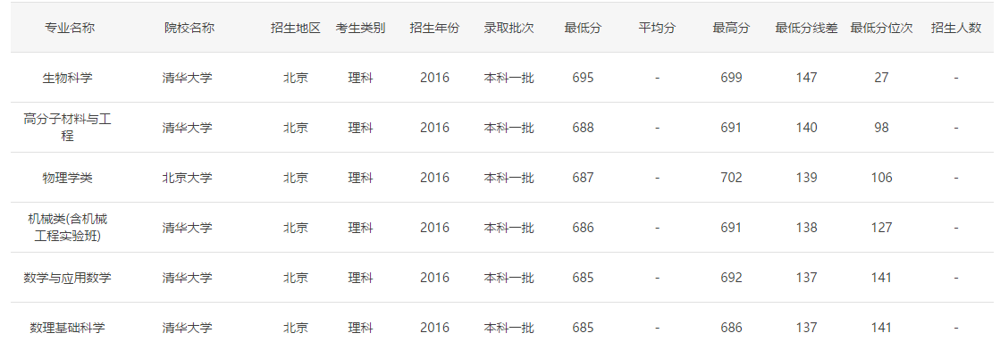 专业名称 院校名称 招生地区 考生类别 招生年份 录取批次 最低分 平均分 最高分 最低分线差 最低分位次 招生人数
生物科学 清华大学 北京 理科 2016 本科一批 695 - 699 147 27 -
高分子材料与工
程 清华大学 北京 理科 2016 本科一批 688 - 691 140 98 -
物理学类 北京大学 北京 理科 2016 本科一批 687 - 702 139 106 -
机械类(含机械
工程实验班) 清华大学 北京 理科 2016 本科一批 686 - 691 138 127 -
数学与应用数学 清华大学 北京 理科 2016 本科一批 685 - 692 137 141 -
数理基础科学 清华大学 北京 理科 2016 本科一批 685 - 686 137 141 -